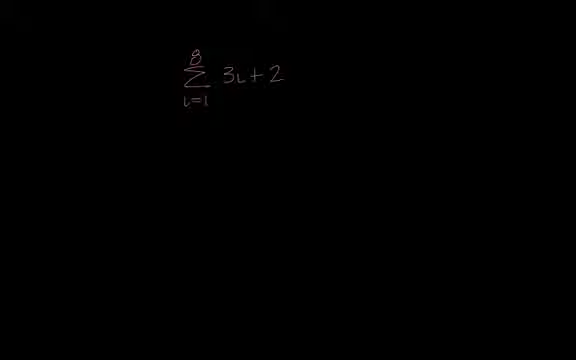 8
∑ 3i + 2
i=1